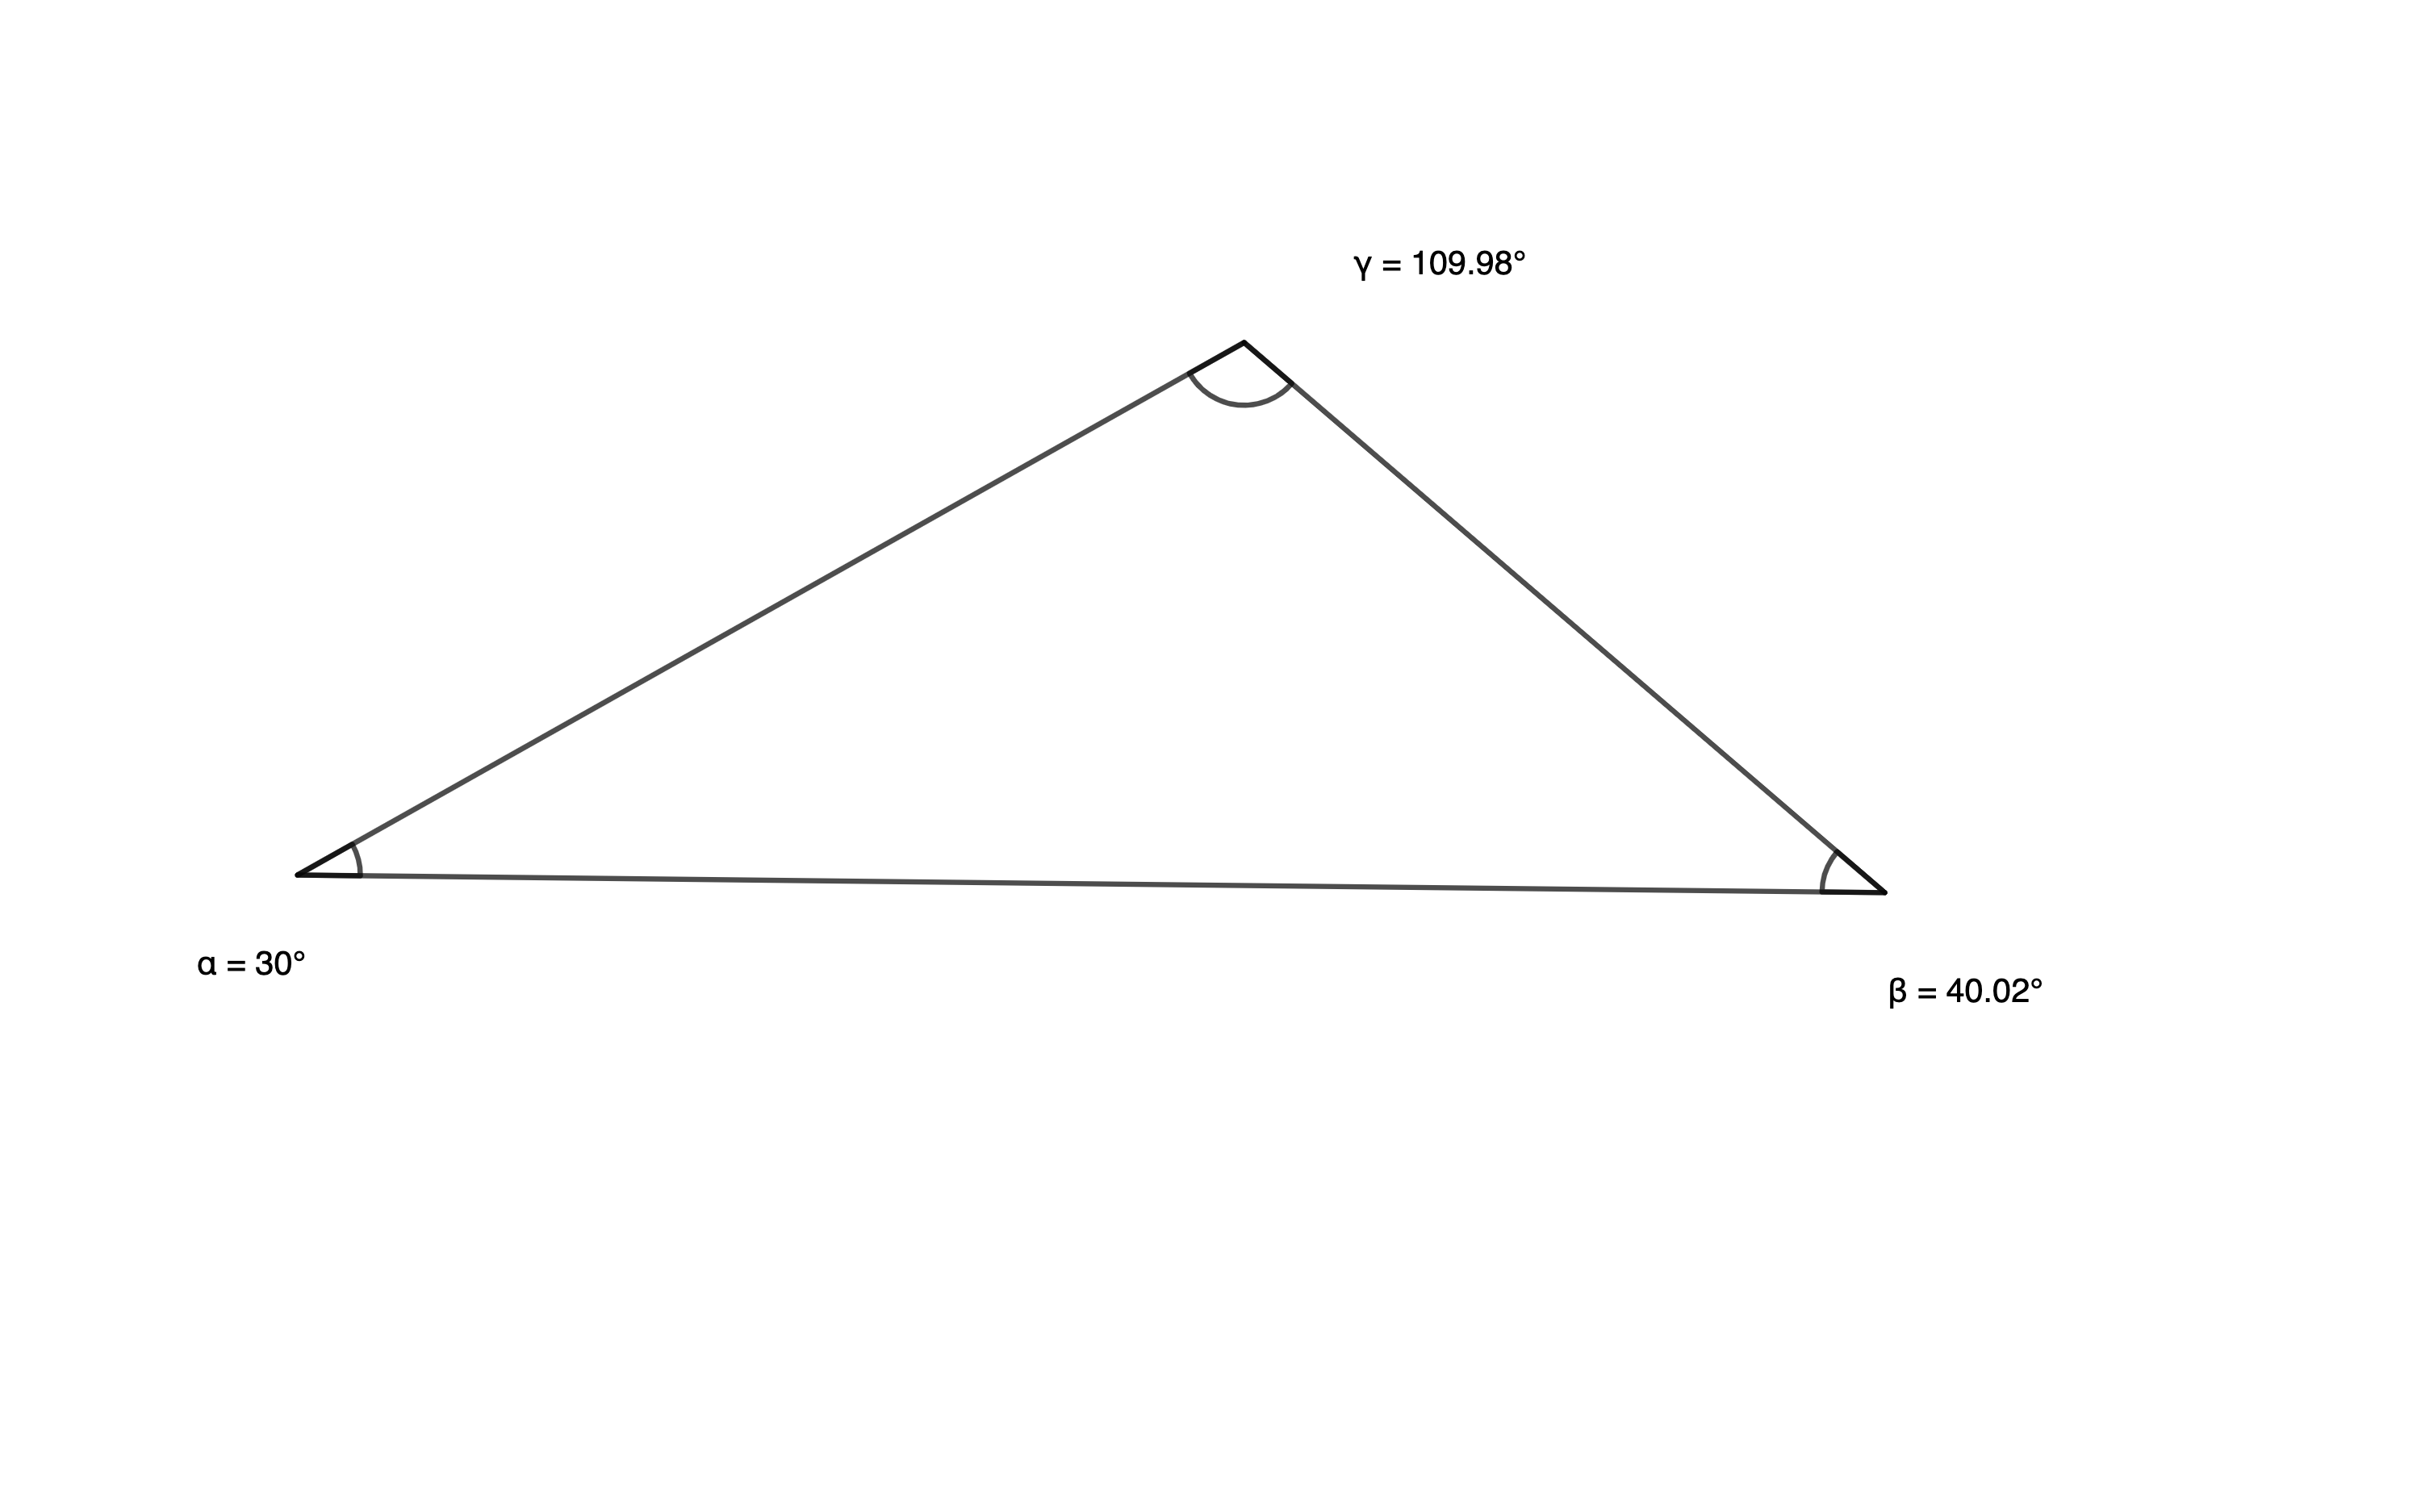 γ = 109.98°
α = 30°
β = 40.02°